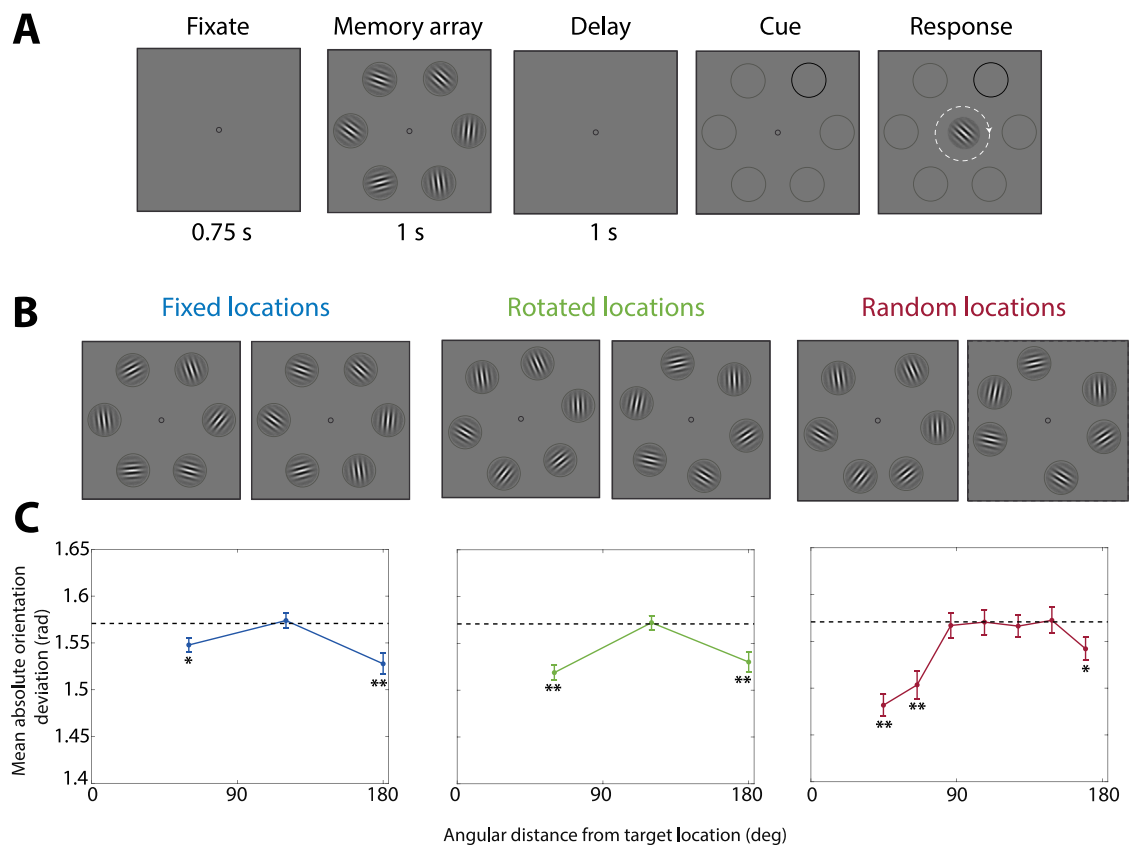 A
Fixate Memory array Delay Cue Response
0.75 s 1 s 1 s
B
Fixed locations Rotated locations Random locations
C
Mean absolute orientation
deviation (rad)
1.65
1.6
1.55
1.5
1.45
1.4
* **
** **
** ** *
0 90 180 0 90 180 0 90 180
Angular distance from target location (deg)